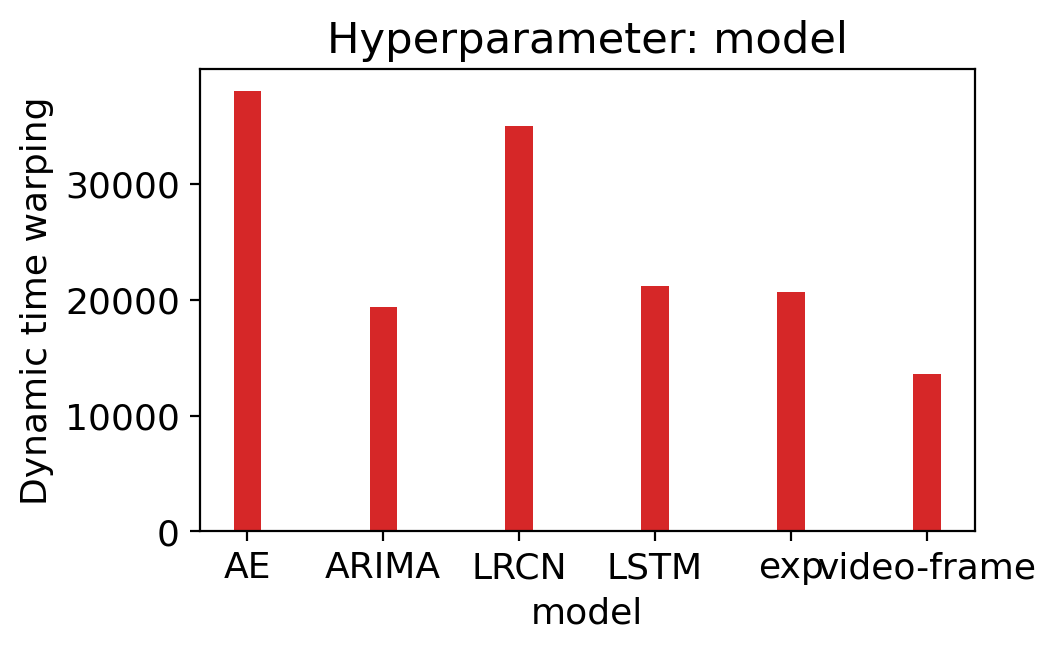 Hyperparameter: model
Dynamic time warping
30000
20000
10000
0
AE ARIMA LRCN LSTM exp video-frame
model